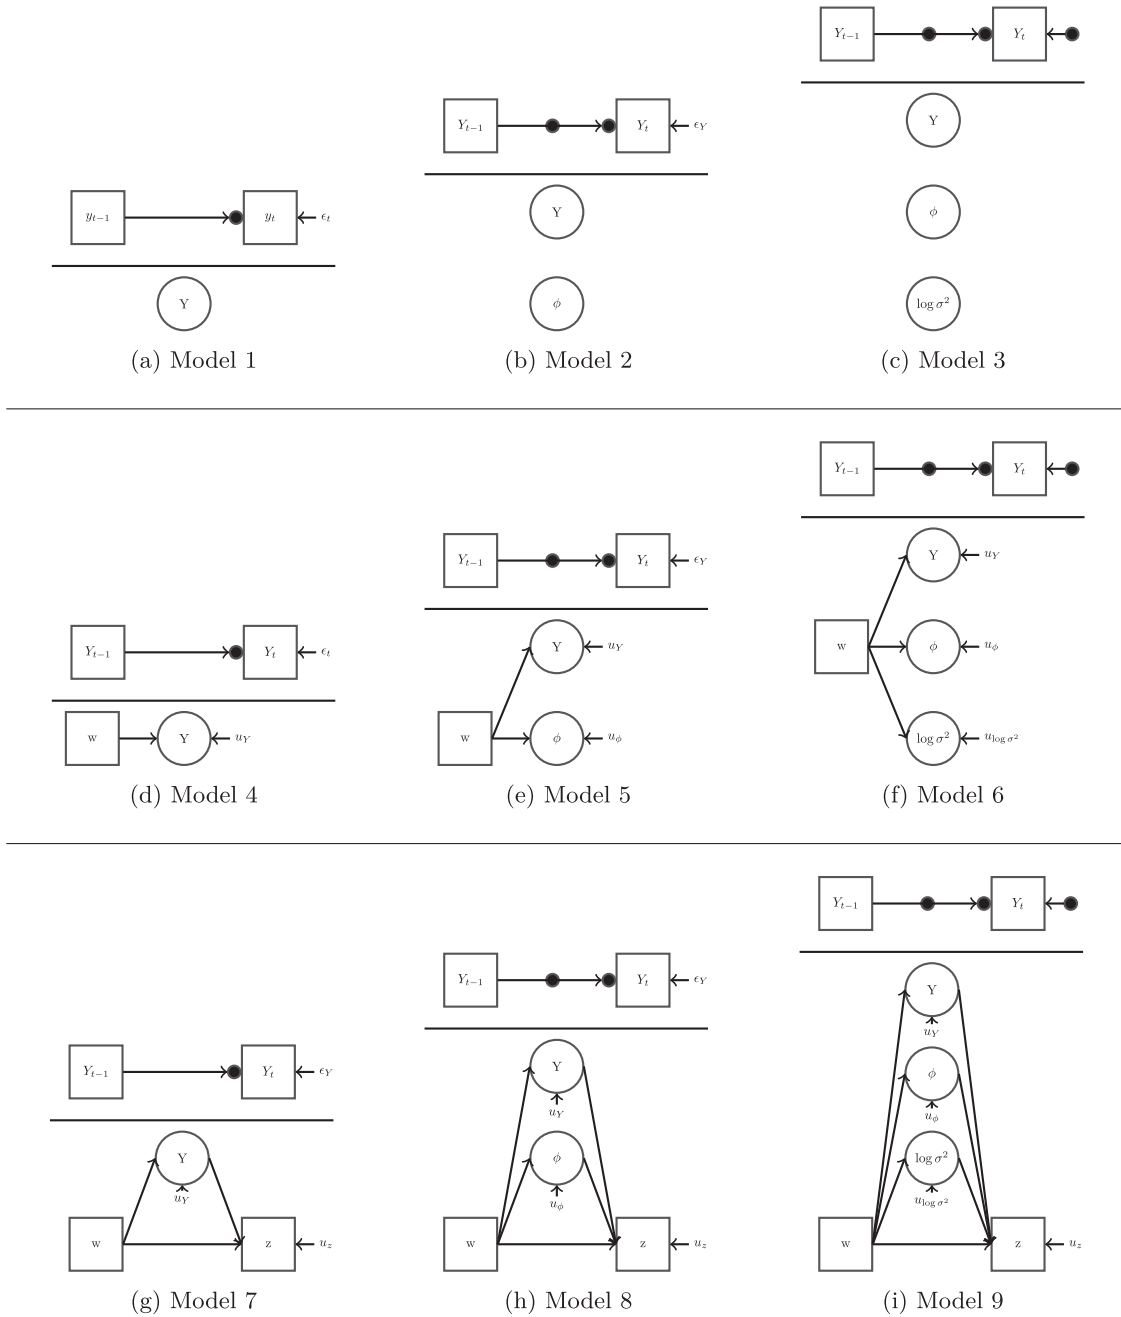 Y_{t−1} Y_t
Y
Y_{t−1} Y_t ϵ_Y
Y
ϕ
y_{t−1} y_t ϵ_t
Y ϕ log σ²
(a) Model 1 (b) Model 2 (c) Model 3
Y_{t−1} Y_t
Y_{t−1} Y_t ϵ_Y
Y u_Y
Y_{t−1} Y_t ϵ_t
Y u_Y
w ϕ u_ϕ
w Y u_Y
w ϕ u_ϕ
log σ² u_{log σ²}
(d) Model 4 (e) Model 5 (f) Model 6
Y_{t−1} Y_t
Y_{t−1} Y_t ϵ_Y
Y
u_Y
Y_{t−1} Y_t ϵ_Y
Y
u_Y
ϕ
u_ϕ
Y
u_Y
ϕ
u_ϕ
log σ²
u_{log σ²}
w z u_z
w z u_z
w z u_z
(g) Model 7 (h) Model 8 (i) Model 9